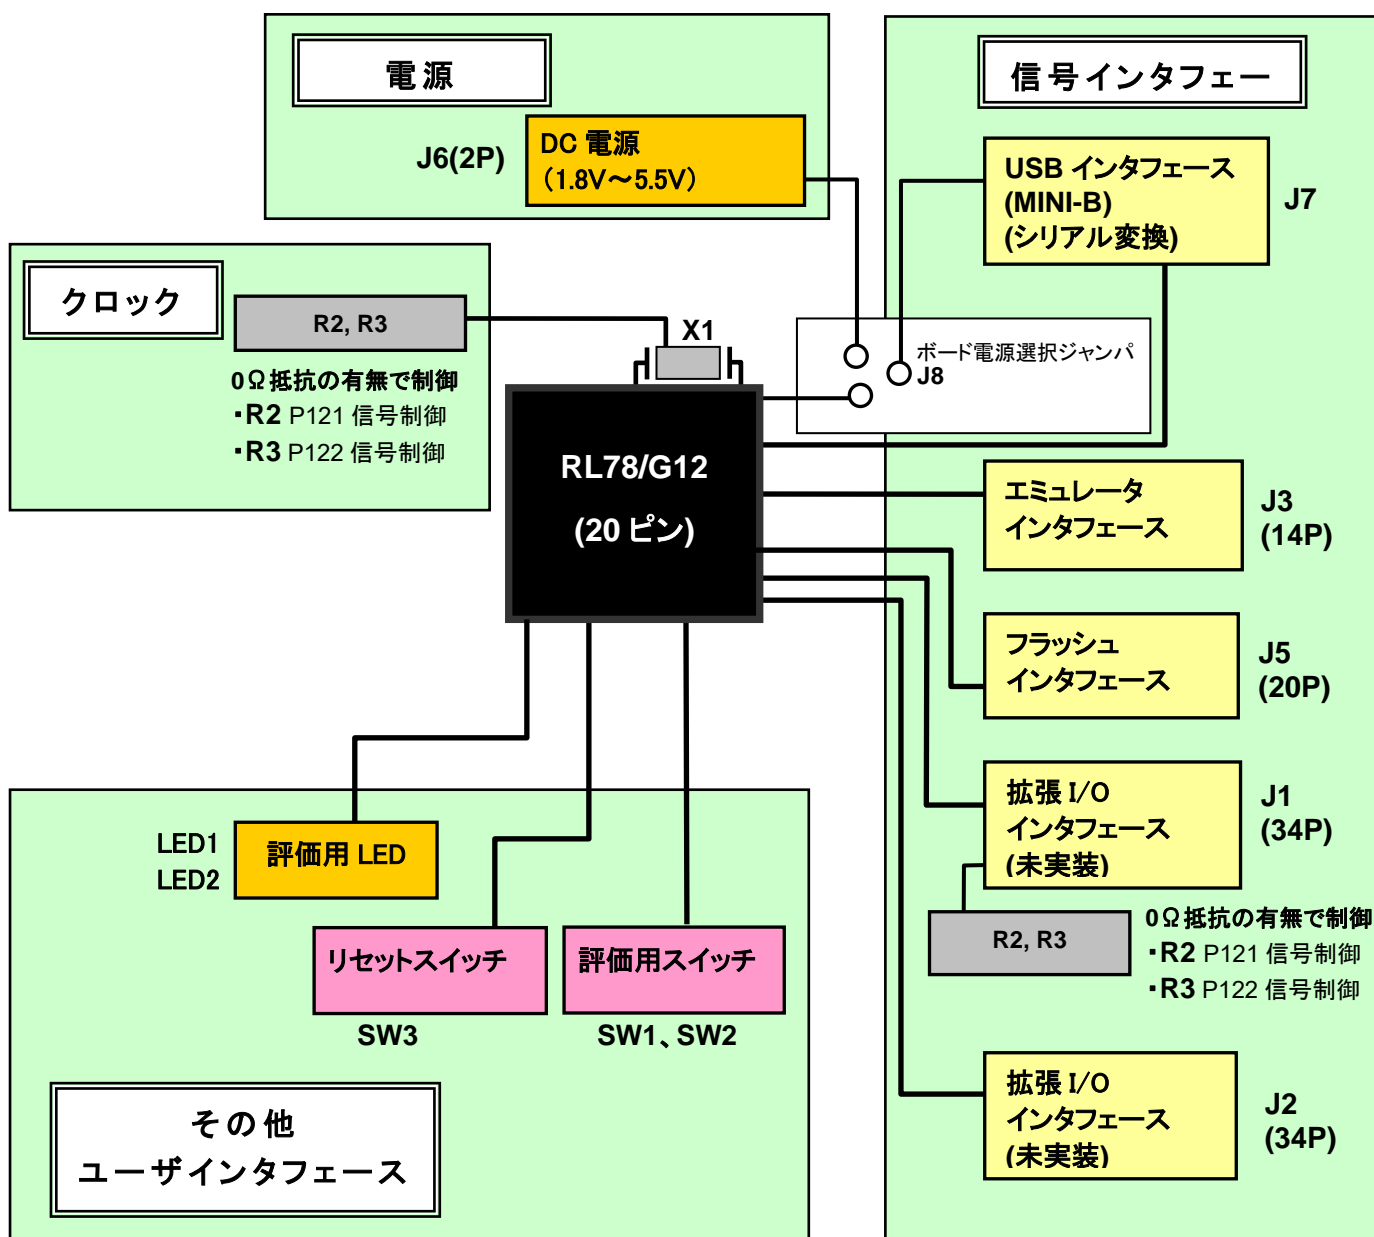 電源
J6(2P)
DC 電源
（1.8V～5.5V）
信号インタフェー
USB インタフェース
(MINI-B)
(シリアル変換)
J7
クロック
R2, R3
0Ω抵抗の有無で制御
・R2 P121 信号制御
・R3 P122 信号制御
X1
ボード電源選択ジャンパ
J8
RL78/G12
(20 ピン)
エミュレータ
インタフェース
J3
(14P)
フラッシュ
インタフェース
J5
(20P)
拡張 I/O
インタフェース
(未実装)
J1
(34P)
R2, R3
0Ω抵抗の有無で制御
・R2 P121 信号制御
・R3 P122 信号制御
拡張 I/O
インタフェース
(未実装)
J2
(34P)
LED1
LED2
評価用 LED
リセットスイッチ
SW3
評価用スイッチ
SW1、SW2
その他
ユーザインタフェース